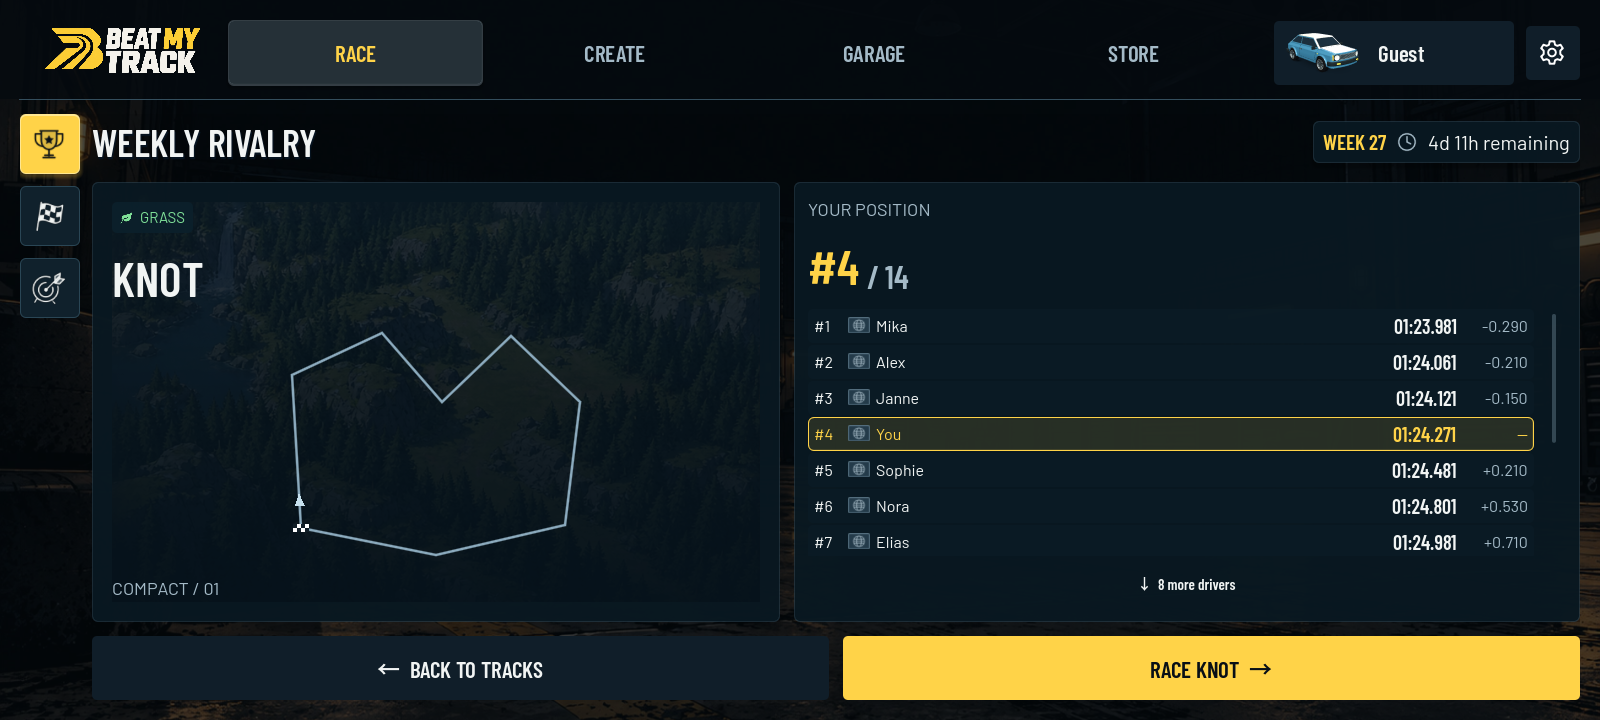 BEAT MY
TRACK
RACE
CREATE
GARAGE
STORE
Guest
WEEKLY RIVALRY
WEEK 27 4d 11h remaining
GRASS
KNOT
COMPACT / 01
YOUR POSITION
#4 / 14
#1 Mika 01:23.981 -0.290
#2 Alex 01:24.061 -0.210
#3 Janne 01:24.121 -0.150
#4 You 01:24.271 —
#5 Sophie 01:24.481 +0.210
#6 Nora 01:24.801 +0.530
#7 Elias 01:24.981 +0.710
↓ 8 more drivers
← BACK TO TRACKS
RACE KNOT →